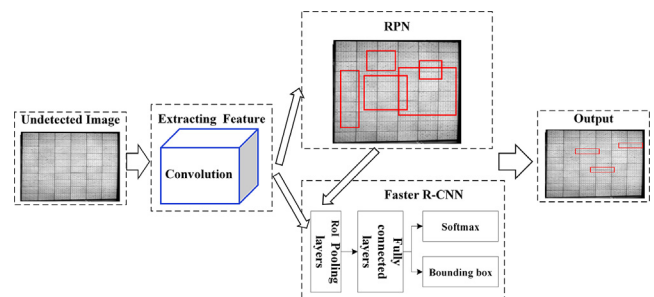 RPN
Undetected Image
Extracting Feature
Convolution
Output
Faster R-CNN
RoI Pooling
layers
Fully
connected
layers
Softmax
Bounding box